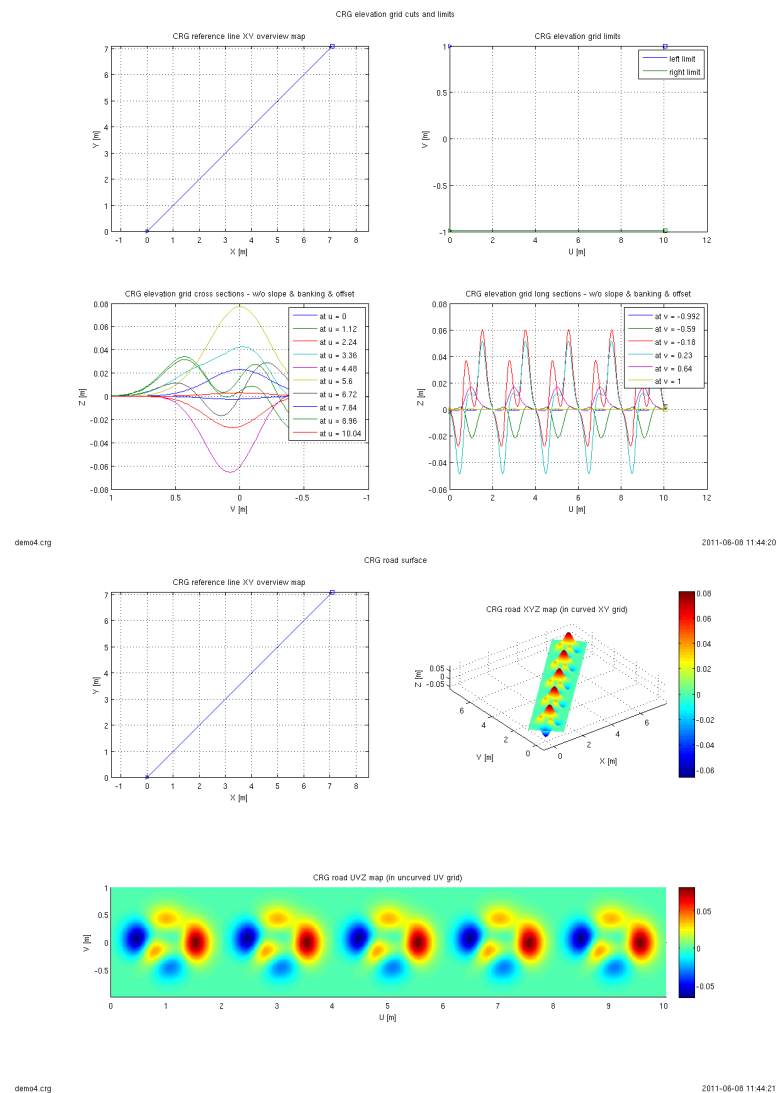 CRG elevation grid cuts and limits
CRG reference line XY overview map
7
6
5
4
3
2
1
0
Y [m]
-1 0 1 2 3 4 5 6 7 8
X [m]
CRG elevation grid limits
left limit
right limit
1
0.5
0
-0.5
-1
V [m]
0 2 4 6 8 10 12
U [m]
CRG elevation grid cross sections - w/o slope & banking & offset
0.08
0.06
0.04
0.02
0
-0.02
-0.04
-0.06
-0.08
Z [m]
1 0.5 0 -0.5 -1
V [m]
at u = 0
at u = 1.12
at u = 2.24
at u = 3.36
at u = 4.48
at u = 5.6
at u = 6.72
at u = 7.84
at u = 8.96
at u = 10.04
CRG elevation grid long sections - w/o slope & banking & offset
0.08
0.06
0.04
0.02
0
-0.02
-0.04
-0.06
Z [m]
0 2 4 6 8 10 12
U [m]
at v = -0.992
at v = -0.59
at v = -0.18
at v = 0.23
at v = 0.64
at v = 1
demo4.crg
2011-06-08 11:44:20
CRG road surface
CRG reference line XY overview map
7
6
5
4
3
2
1
0
Y [m]
-1 0 1 2 3 4 5 6 7 8
X [m]
CRG road XYZ map (in curved XY grid)
0.05
0
-0.05
Z [m]
6
4
2
0
Y [m]
0
2
4
6
X [m]
0.08
0.06
0.04
0.02
0
-0.02
-0.04
-0.06
CRG road UVZ map (in uncurved UV grid)
1
0.5
0
-0.5
V [m]
0 1 2 3 4 5 6 7 8 9 10
U [m]
0.05
0
-0.05
demo4.crg
2011-06-08 11:44:21